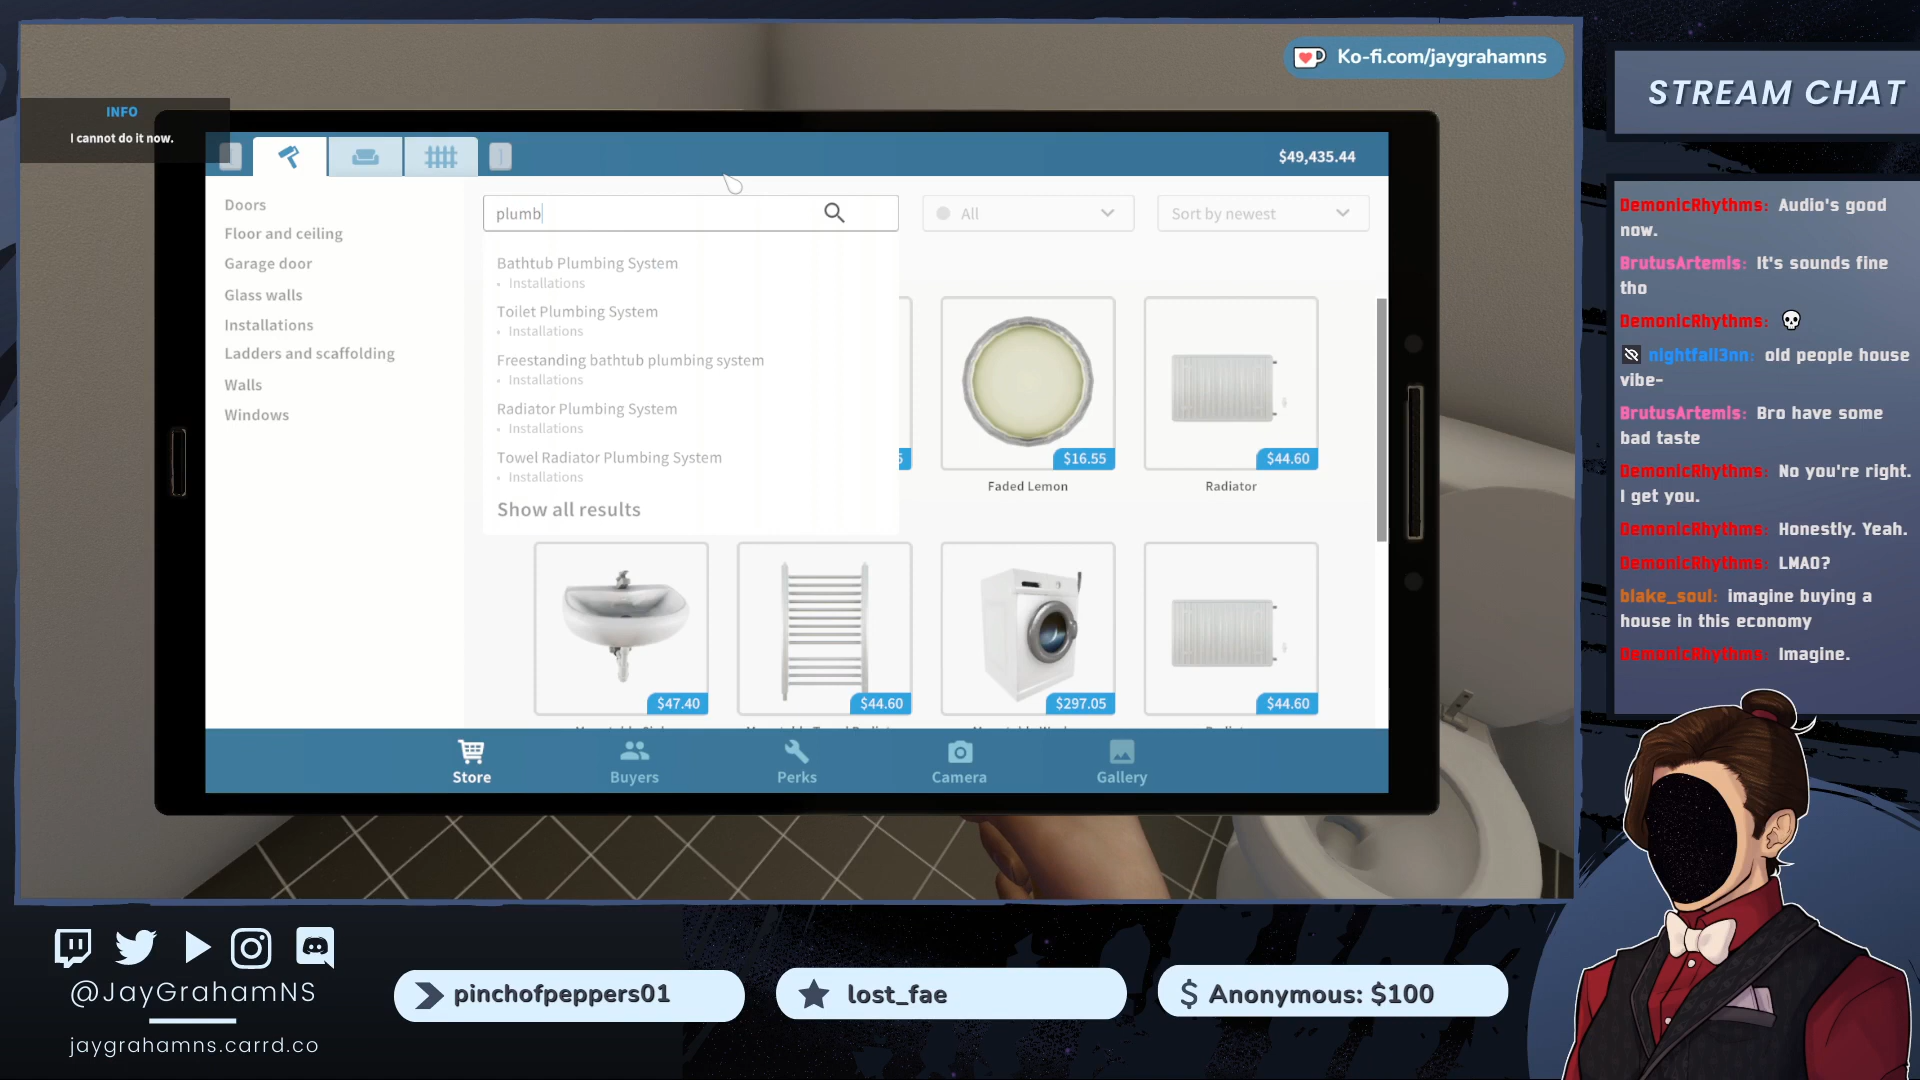 Ko-fi.com/jaygrahamns
STREAM CHAT
INFO
I cannot do it now.
$49,435.44
Doors
Floor and ceiling
Garage door
Glass walls
Installations
Ladders and scaffolding
Walls
Windows
plumb
All
Sort by newest
Bathtub Plumbing System
• Installations
Toilet Plumbing System
• Installations
Freestanding bathtub plumbing system
• Installations
Radiator Plumbing System
• Installations
Towel Radiator Plumbing System
• Installations
Show all results
$16.55
Faded Lemon
$44.60
Radiator
$47.40
$44.60
$297.05
$44.60
Store
Buyers
Perks
Camera
Gallery
DemonicRhythms: Audio's good
now.
BrutusArtemis: It's sounds fine
tho
DemonicRhythms: 💀
nightfall3nn: old people house
vibe-
BrutusArtemis: Bro have some
bad taste
DemonicRhythms: No you're right.
I get you.
DemonicRhythms: Honestly. Yeah.
DemonicRhythms: LMAO?
blake_soul: imagine buying a
house in this economy
DemonicRhythms: Imagine.
@JayGrahamNS
jaygrahamns.carrd.co
pinchofpeppers01
lost_fae
$ Anonymous: $100